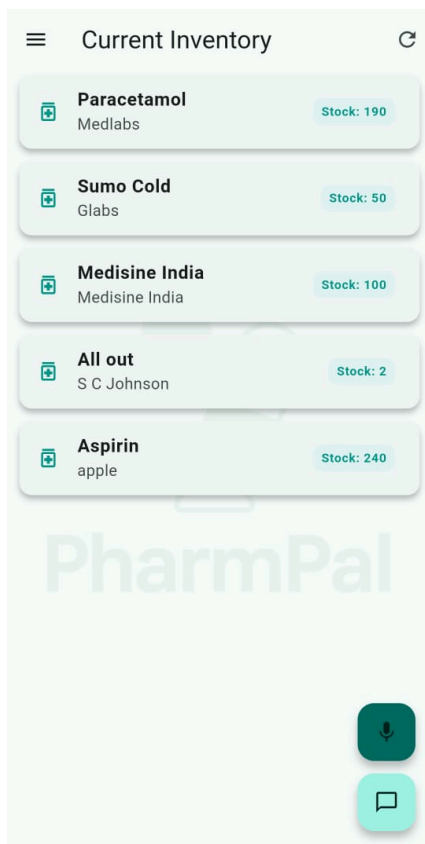 Current Inventory
Paracetamol
Medlabs
Stock: 190
Sumo Cold
Glabs
Stock: 50
Medisine India
Medisine India
Stock: 100
All out
S C Johnson
Stock: 2
Aspirin
apple
Stock: 240
PharmPal